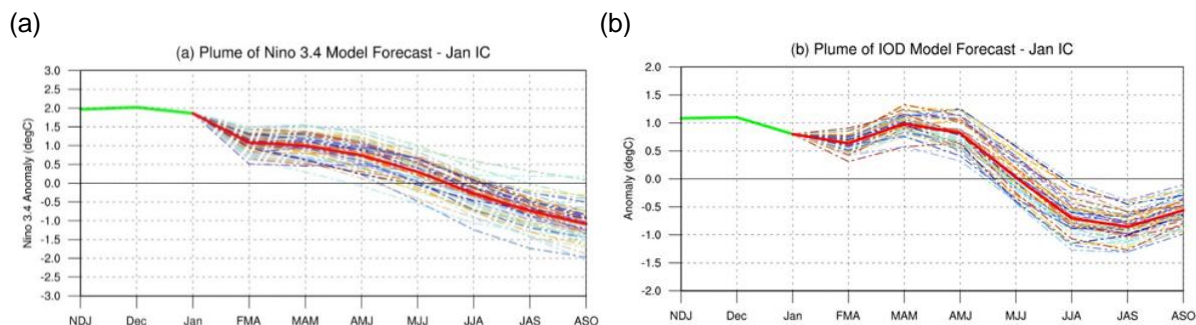 (a)
(a) Plume of Nino 3.4 Model Forecast - Jan IC
Nino 3.4 Anomaly (degC)
3.0
2.5
2.0
1.5
1.0
0.5
0.0
-0.5
-1.0
-1.5
-2.0
-2.5
-3.0
NDJ Dec Jan FMA MAM AMJ MJJ JJA JAS ASO
(b)
(b) Plume of IOD Model Forecast - Jan IC
Anomaly (degC)
2.0
1.5
1.0
0.5
0.0
-0.5
-1.0
-1.5
-2.0
NDJ Dec Jan FMA MAM AMJ MJJ JJA JAS ASO